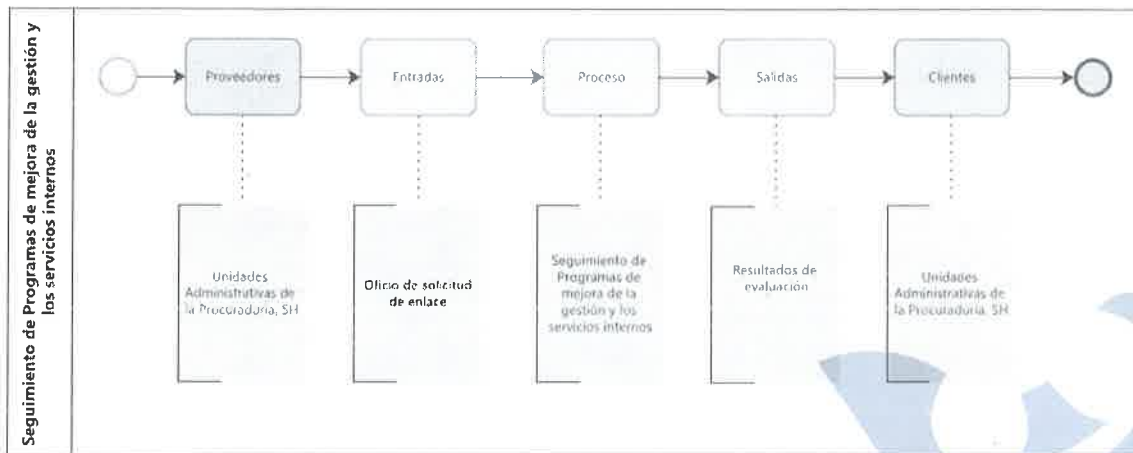 Seguimiento de Programas de mejora de la gestión y
los servicios internos
Proveedores
Entradas
Proceso
Salidas
Clientes
Unidades
Administrativas de
la Procuraduría, SH
Oficio de solicitud
de enlace
Seguimiento de
Programas de
mejora de la
gestión y los
servicios internos
Resultados de
evaluación
Unidades
Administrativas de
la Procuraduría, SH